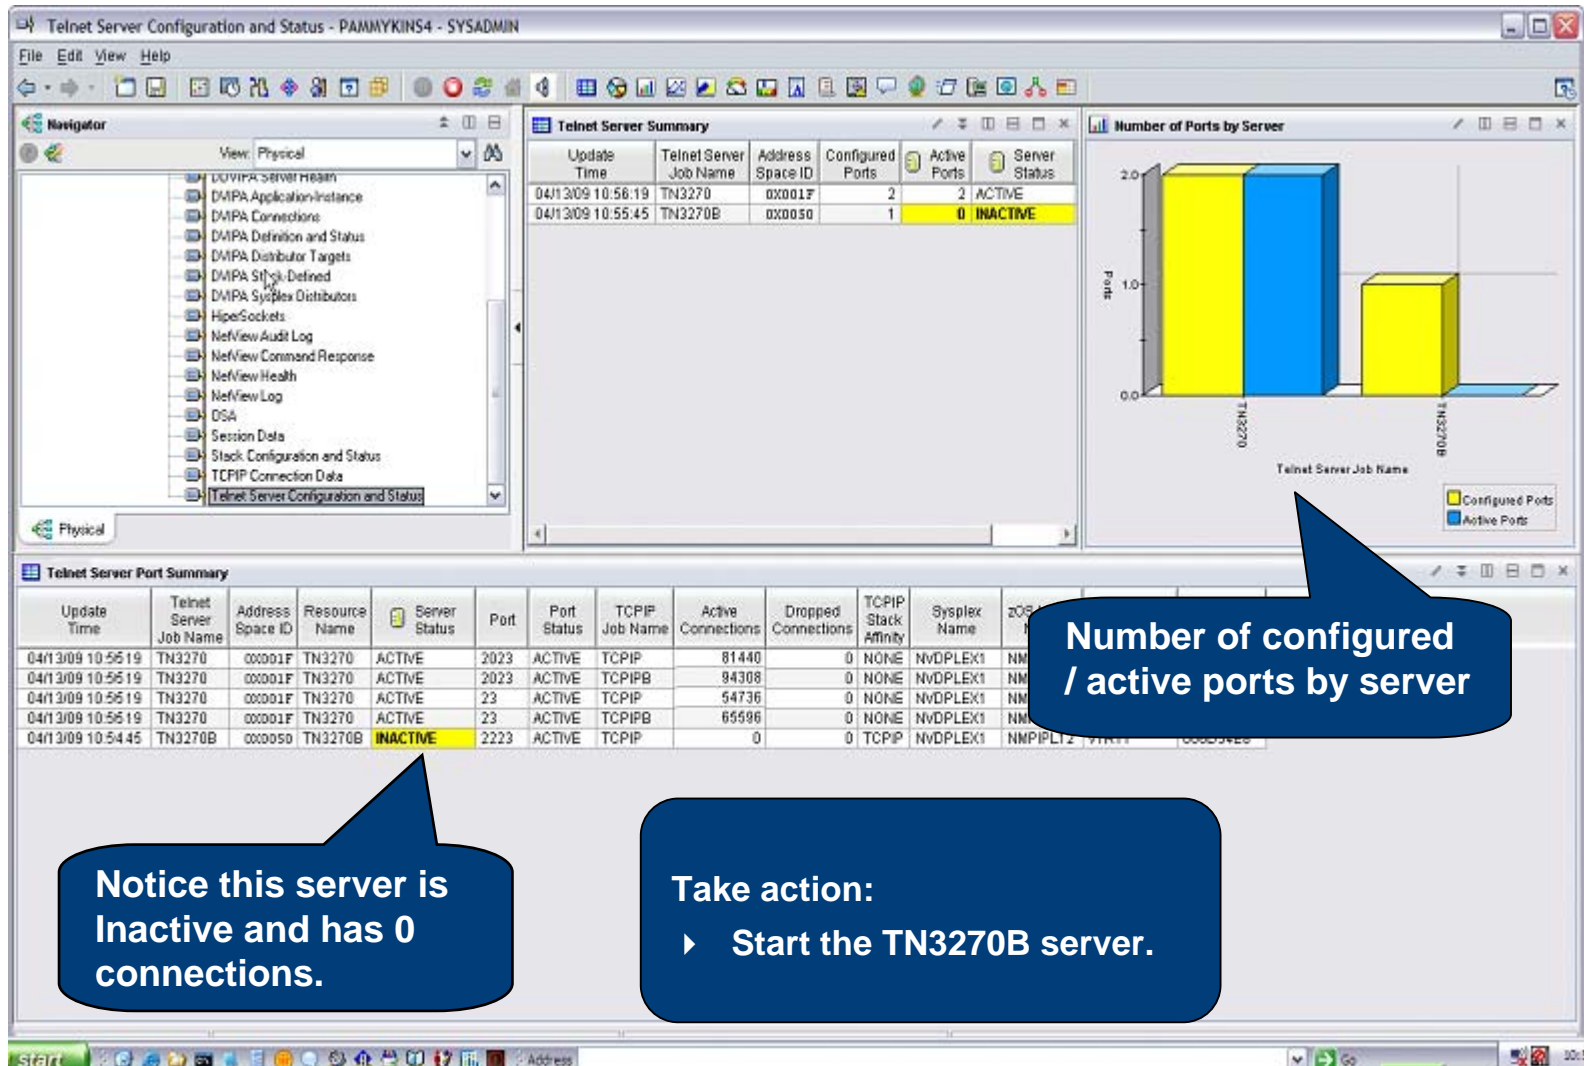 Telnet Server Configuration and Status - PAMMYKINS4 - SYSADMIN
File Edit View Help
Navigator
View: Physical
DDVIPA Server Health
DVIPA Application-Instance
DVIPA Connections
DVIPA Definition and Status
DVIPA Distributor Targets
DVIPA Stack-Defined
DVIPA Sysplex Distributors
HiperSockets
NetView Audit Log
NetView Command Response
NetView Health
NetView Log
OSA
Session Data
Stack Configuration and Status
TCPIP Connection Data
Telnet Server Configuration and Status
Physical
Telnet Server Summary
Update Time Telnet Server Job Name Address Space ID Configured Ports Active Ports Server Status
04/13/09 10:56:19 TN3270 0X001F 2 2 ACTIVE
04/13/09 10:55:45 TN3270B 0X0050 1 0 INACTIVE
Number of Ports by Server
2.0
1.0
0.0
Ports
TN3270
TN3270B
Telnet Server Job Name
Configured Ports
Active Ports
Telnet Server Port Summary
Update Time Telnet Server Job Name Address Space ID Resource Name Server Status Port Port Status TCPIP Job Name Active Connections Dropped Connections TCPIP Stack Affinity Sysplex Name
04/13/09 10:56:19 TN3270 0X001F TN3270 ACTIVE 2023 ACTIVE TCPIP 81440 0 NONE NVDPLEX1
04/13/09 10:56:19 TN3270 0X001F TN3270 ACTIVE 2023 ACTIVE TCPIPB 94308 0 NONE NVDPLEX1
04/13/09 10:56:19 TN3270 0X001F TN3270 ACTIVE 23 ACTIVE TCPIP 54736 0 NONE NVDPLEX1
04/13/09 10:56:19 TN3270 0X001F TN3270 ACTIVE 23 ACTIVE TCPIPB 65596 0 NONE NVDPLEX1
04/13/09 10:54:45 TN3270B 0X0050 TN3270B INACTIVE 2223 ACTIVE TCPIP 0 0 TCPIP NVDPLEX1 NMPIPL12
Number of configured
/ active ports by server
Notice this server is
Inactive and has 0
connections.
Take action:
Start the TN3270B server.
start
Address
Go